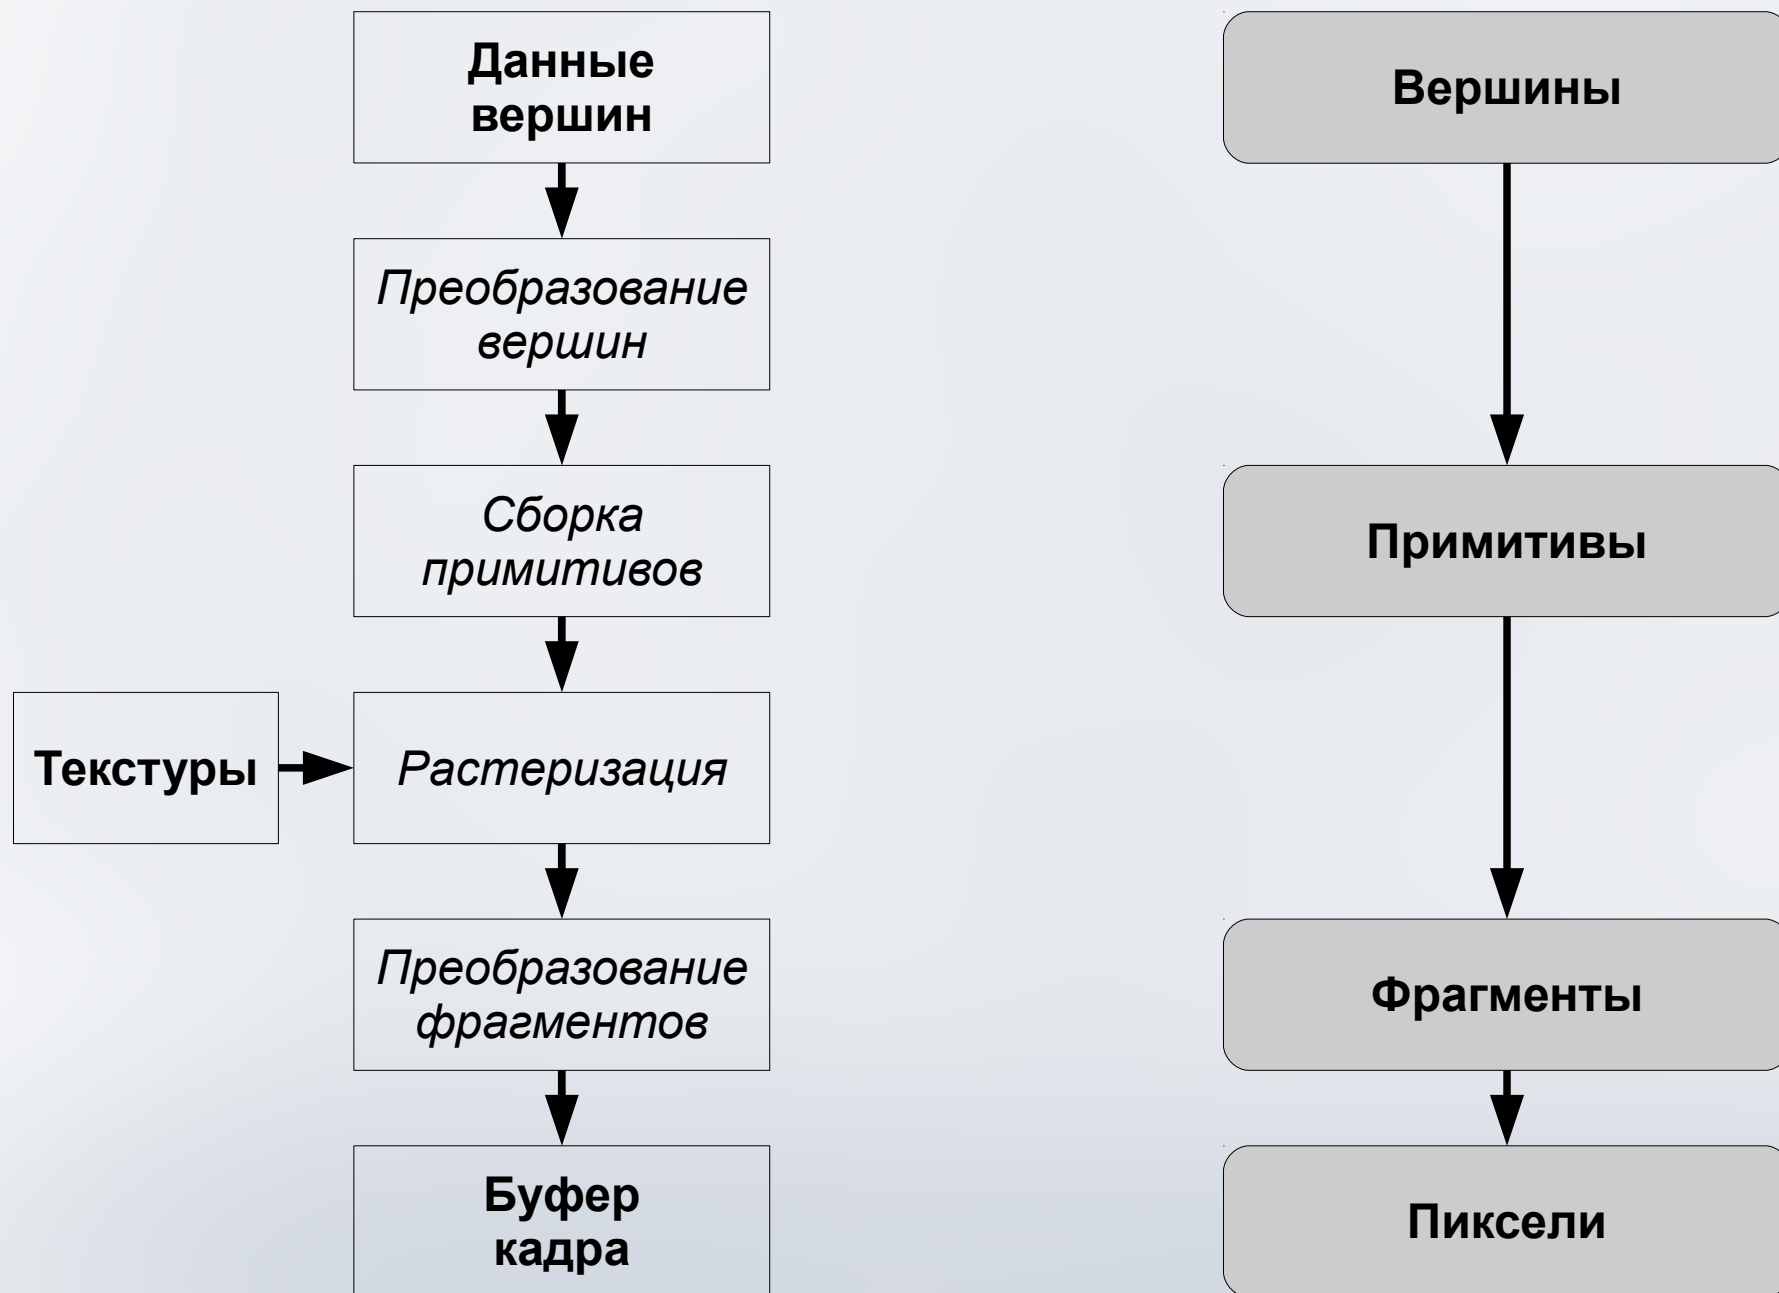 Данные
вершин
Вершины
Преобразование
вершин
Сборка
примитивов
Примитивы
Текстуры
Растеризация
Преобразование
фрагментов
Фрагменты
Буфер
кадра
Пиксели